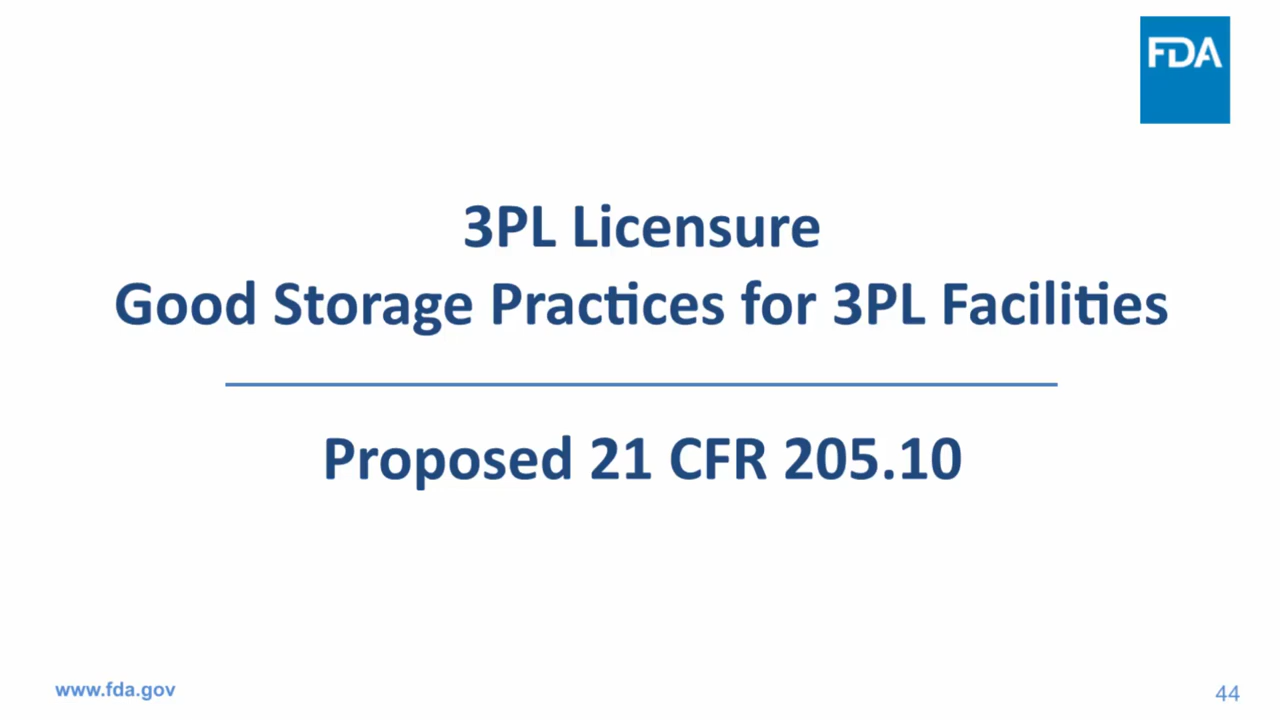 FDA
3PL Licensure
Good Storage Practices for 3PL Facilities
Proposed 21 CFR 205.10
www.fda.gov
44